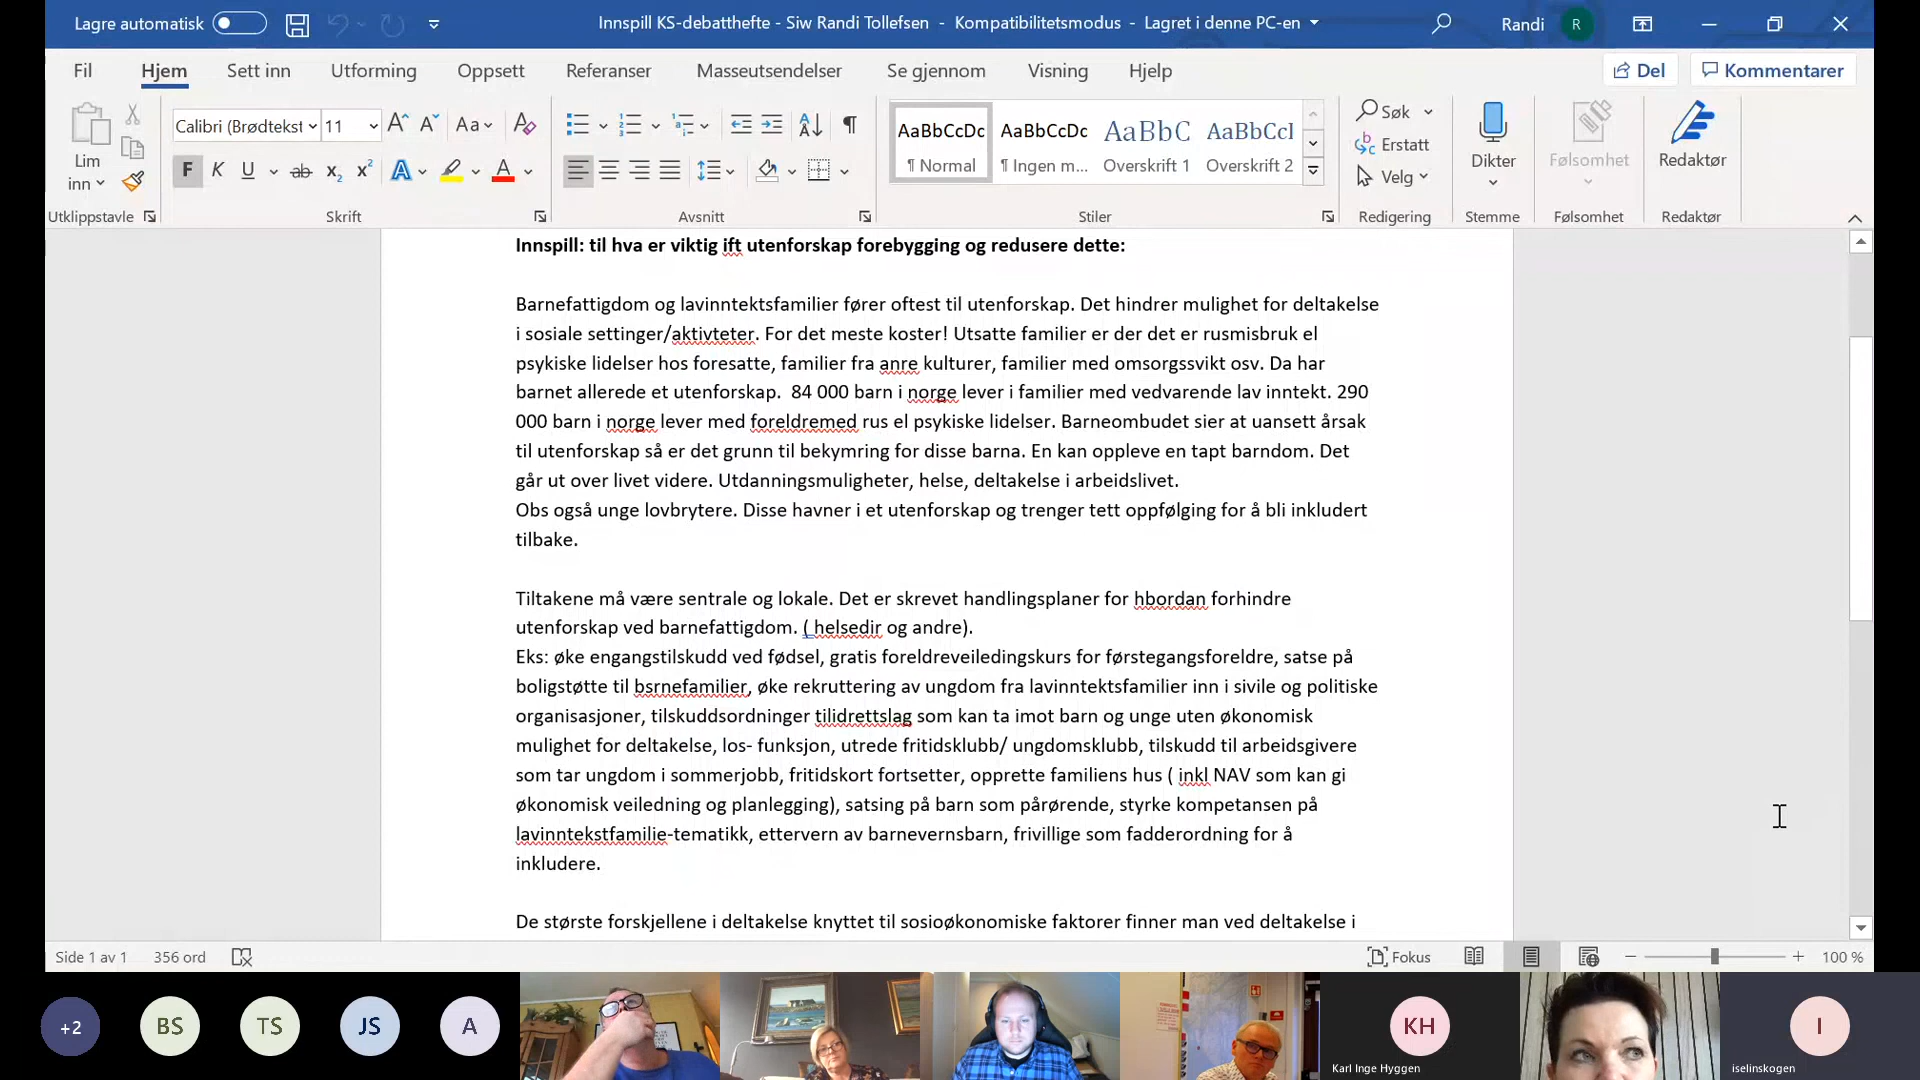 Lagre automatisk
Innspill KS-debatthefte - Siw Randi Tollefsen - Kompatibilitetsmodus - Lagret i denne PC-en
Randi
R
Fil
Hjem
Sett inn
Utforming
Oppsett
Referanser
Masseutsendelser
Se gjennom
Visning
Hjelp
Del
Kommentarer
Lim
inn
Utklippstavle
Calibri (Brødtekst
11
Aa
F
K
U
ab
Skrift
Avsnitt
AaBbCcDc
¶ Normal
AaBbCcDc
¶ Ingen m...
AaBbC
Overskrift 1
AaBbCcI
Overskrift 2
Stiler
Søk
Erstatt
Velg
Redigering
Dikter
Stemme
Følsomhet
Følsomhet
Redaktør
Redaktør
Innspill: til hva er viktig ift utenforskap forebygging og redusere dette:
Barnefattigdom og lavinntektsfamilier fører oftest til utenforskap. Det hindrer mulighet for deltakelse
i sosiale settinger/aktivteter. For det meste koster! Utsatte familier er der det er rusmisbruk el
psykiske lidelser hos foresatte, familier fra anre kulturer, familier med omsorgssvikt osv. Da har
barnet allerede et utenforskap.  84 000 barn i norge lever i familier med vedvarende lav inntekt. 290
000 barn i norge lever med foreldremed rus el psykiske lidelser. Barneombudet sier at uansett årsak
til utenforskap så er det grunn til bekymring for disse barna. En kan oppleve en tapt barndom. Det
går ut over livet videre. Utdanningsmuligheter, helse, deltakelse i arbeidslivet.
Obs også unge lovbrytere. Disse havner i et utenforskap og trenger tett oppfølging for å bli inkludert
tilbake.
Tiltakene må være sentrale og lokale. Det er skrevet handlingsplaner for hbordan forhindre
utenforskap ved barnefattigdom. ( helsedir og andre).
Eks: øke engangstilskudd ved fødsel, gratis foreldreveiledingskurs for førstegangsforeldre, satse på
boligstøtte til bsrnefamilier, øke rekruttering av ungdom fra lavinntektsfamilier inn i sivile og politiske
organisasjoner, tilskuddsordninger tilidrettslag som kan ta imot barn og unge uten økonomisk
mulighet for deltakelse, los- funksjon, utrede fritidsklubb/ ungdomsklubb, tilskudd til arbeidsgivere
som tar ungdom i sommerjobb, fritidskort fortsetter, opprette familiens hus ( inkl NAV som kan gi
økonomisk veiledning og planlegging), satsing på barn som pårørende, styrke kompetansen på
lavinntekstfamilie-tematikk, ettervern av barnevernsbarn, frivillige som fadderordning for å
inkludere.
De største forskjellene i deltakelse knyttet til sosioøkonomiske faktorer finner man ved deltakelse i
Side 1 av 1
356 ord
Fokus
100 %
+2
BS
TS
JS
A
KH
Karl Inge Hyggen
I
iselinskogen